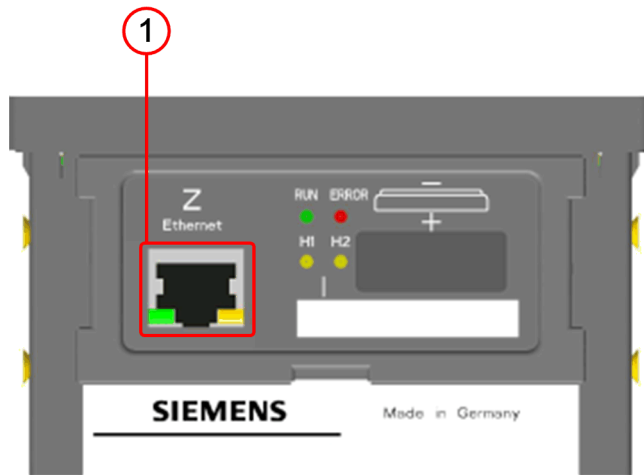 1
Z
Ethernet
RUN ERROR
H1 H2
−
+
SIEMENS
Made in Germany